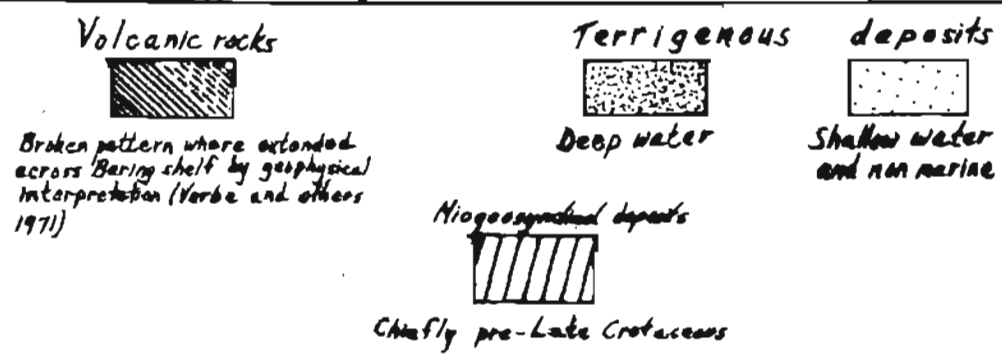 Volcanic rocks
Terrigenous deposits
Broken pattern where extended
across Bering shelf by geophysical
interpretation (Verba and others
1971)
Deep water
Shallow water
and non marine
Miogeosynclinal deposits
Chiefly pre-Late Cretaceous